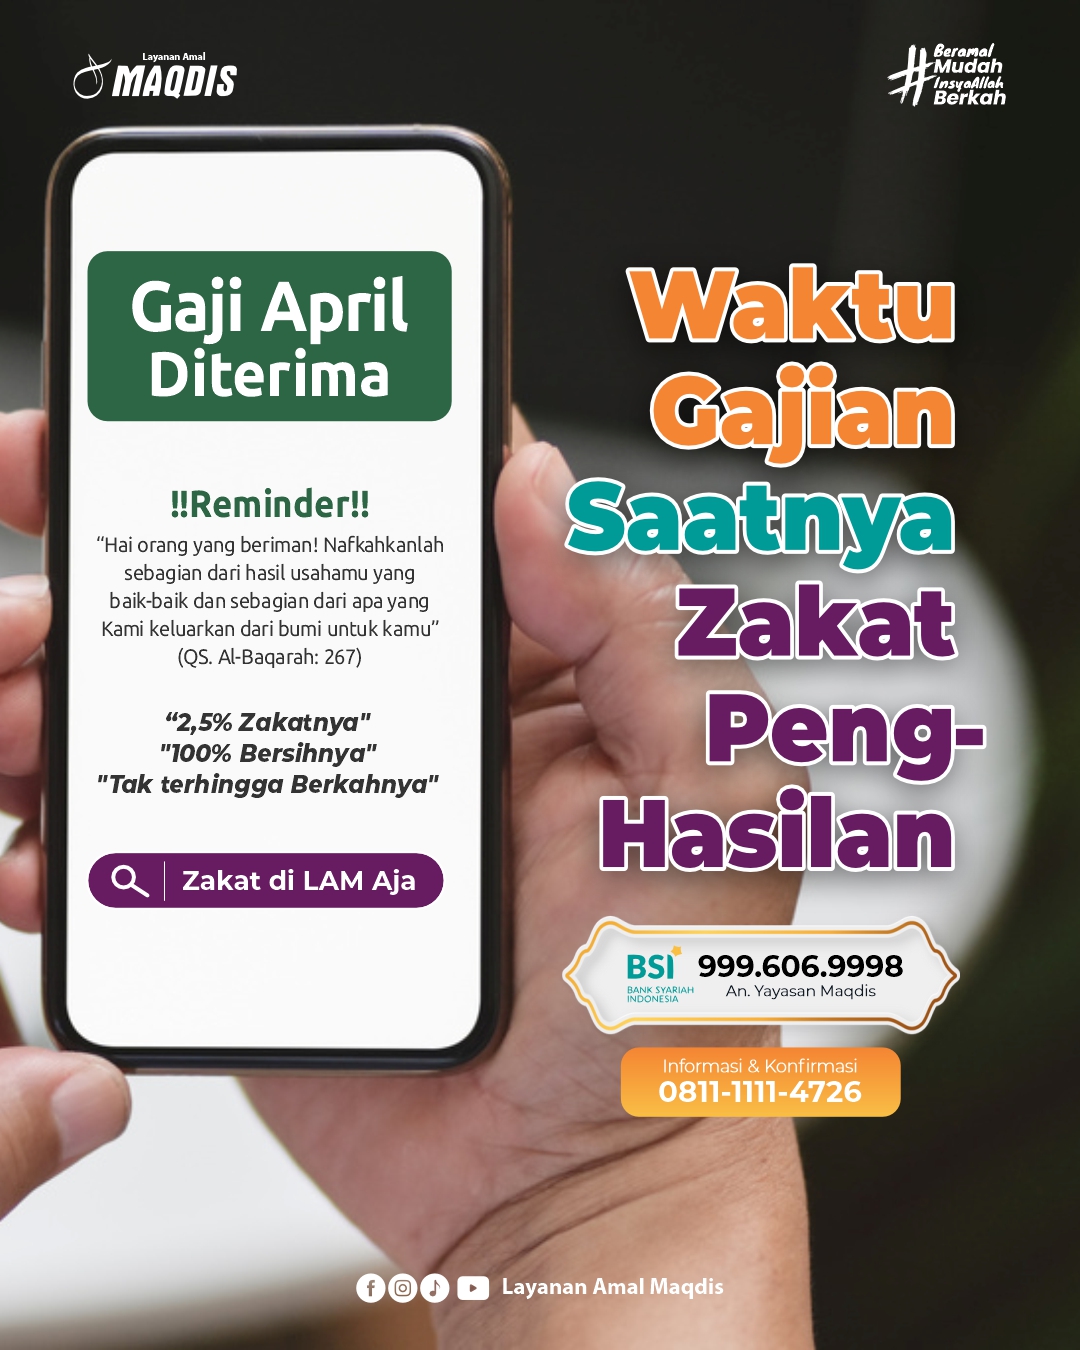 Layanan Amal
MAQDIS
#Beramal
Mudah
InsyaAllah
Berkah
Gaji April
Diterima
!!Reminder!!
“Hai orang yang beriman! Nafkahkanlah
sebagian dari hasil usahamu yang
baik-baik dan sebagian dari apa yang
Kami keluarkan dari bumi untuk kamu”
(QS. Al-Baqarah: 267)
“2,5% Zakatnya"
"100% Bersihnya"
"Tak terhingga Berkahnya"
Zakat di LAM Aja
Waktu
Gajian
Saatnya
Zakat
Peng-
Hasilan
BSI
BANK SYARIAH
INDONESIA
999.606.9998
An. Yayasan Maqdis
Informasi & Konfirmasi
0811-1111-4726
Layanan Amal Maqdis